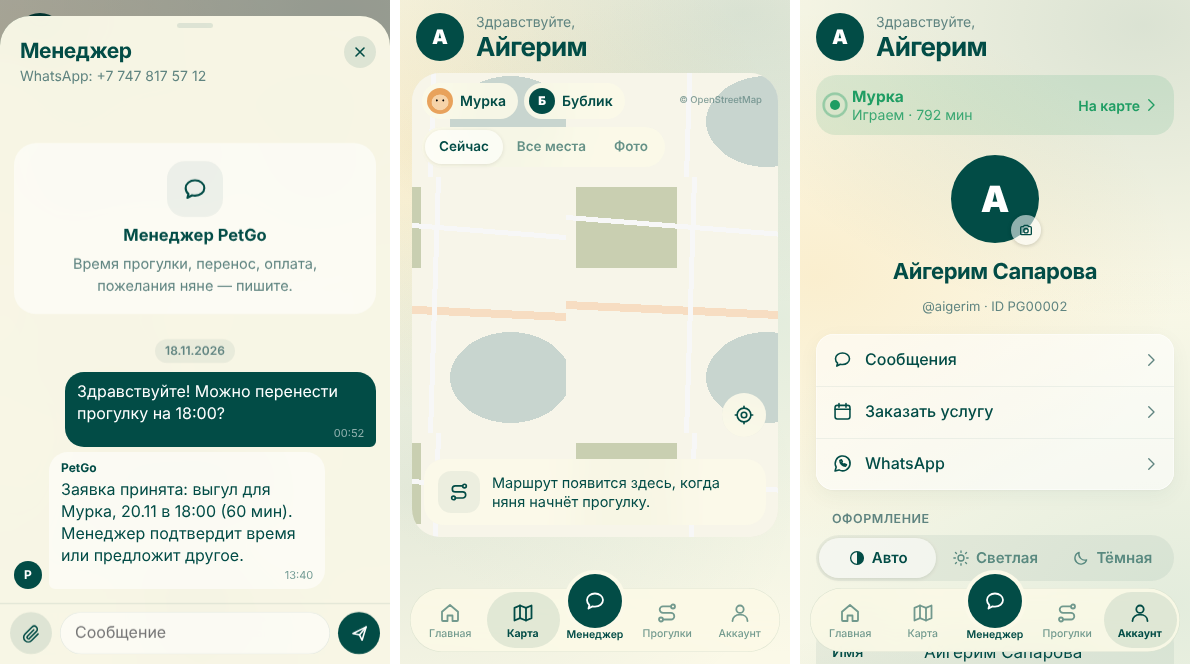 Менеджер
WhatsApp: +7 747 817 57 12
Менеджер PetGo
Время прогулки, перенос, оплата,
пожелания няне — пишите.
18.11.2026
Здравствуйте! Можно перенести
прогулку на 18:00?
00:52
PetGo
Заявка принята: выгул для
Мурка, 20.11 в 18:00 (60 мин).
Менеджер подтвердит время
или предложит другое.
13:40
P
Сообщение
A
Здравствуйте,
Айгерим
Мурка
Б Бублик
© OpenStreetMap
Сейчас
Все места
Фото
Маршрут появится здесь, когда
няня начнёт прогулку.
Главная
Карта
Менеджер
Прогулки
Аккаунт
A
Здравствуйте,
Айгерим
Мурка
Играем · 792 мин
На карте
A
Айгерим Сапарова
@aigerim · ID PG00002
Сообщения
Заказать услугу
WhatsApp
ОФОРМЛЕНИЕ
Авто
Светлая
Тёмная
Главная
Карта
Менеджер
Прогулки
Аккаунт
Имя
Айгерим Сапарова